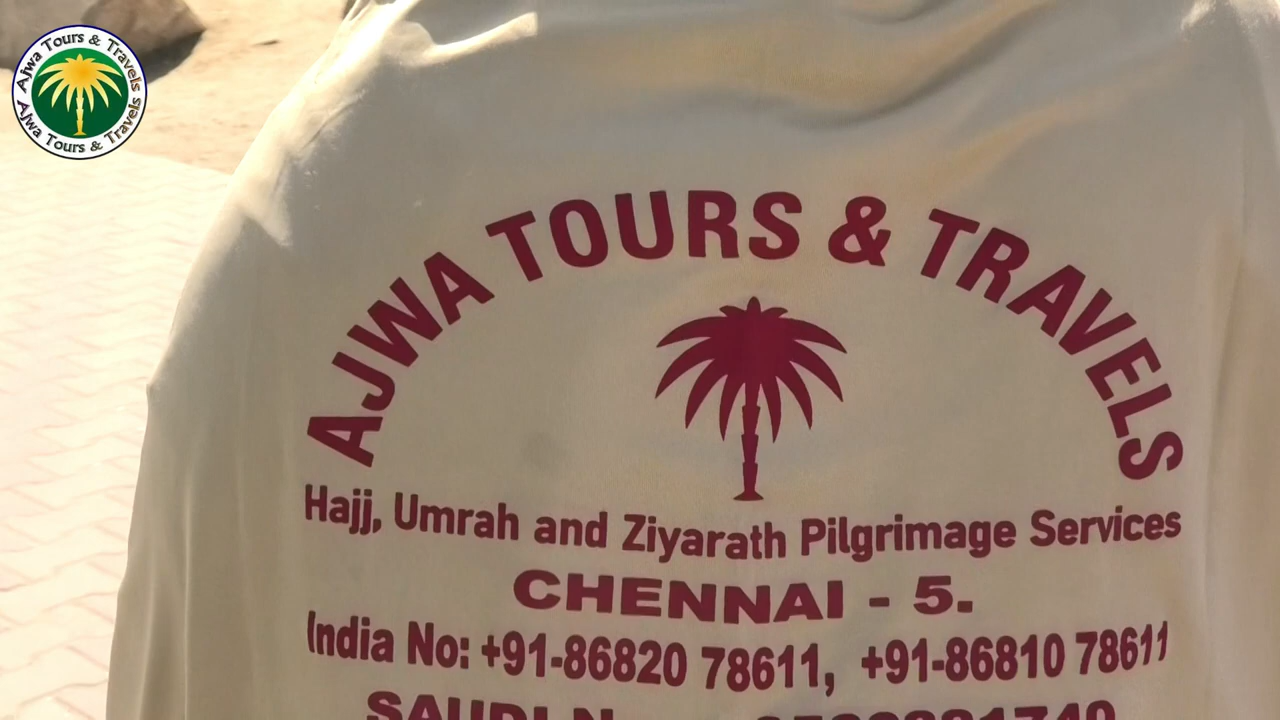 Ajwa Tours & Travels
Ajwa Tours & Travels
AJWA TOURS & TRAVELS
Hajj, Umrah and Ziyarath Pilgrimage Services
CHENNAI - 5.
India No: +91-86820 78611, +91-86810 78611
SAUDI